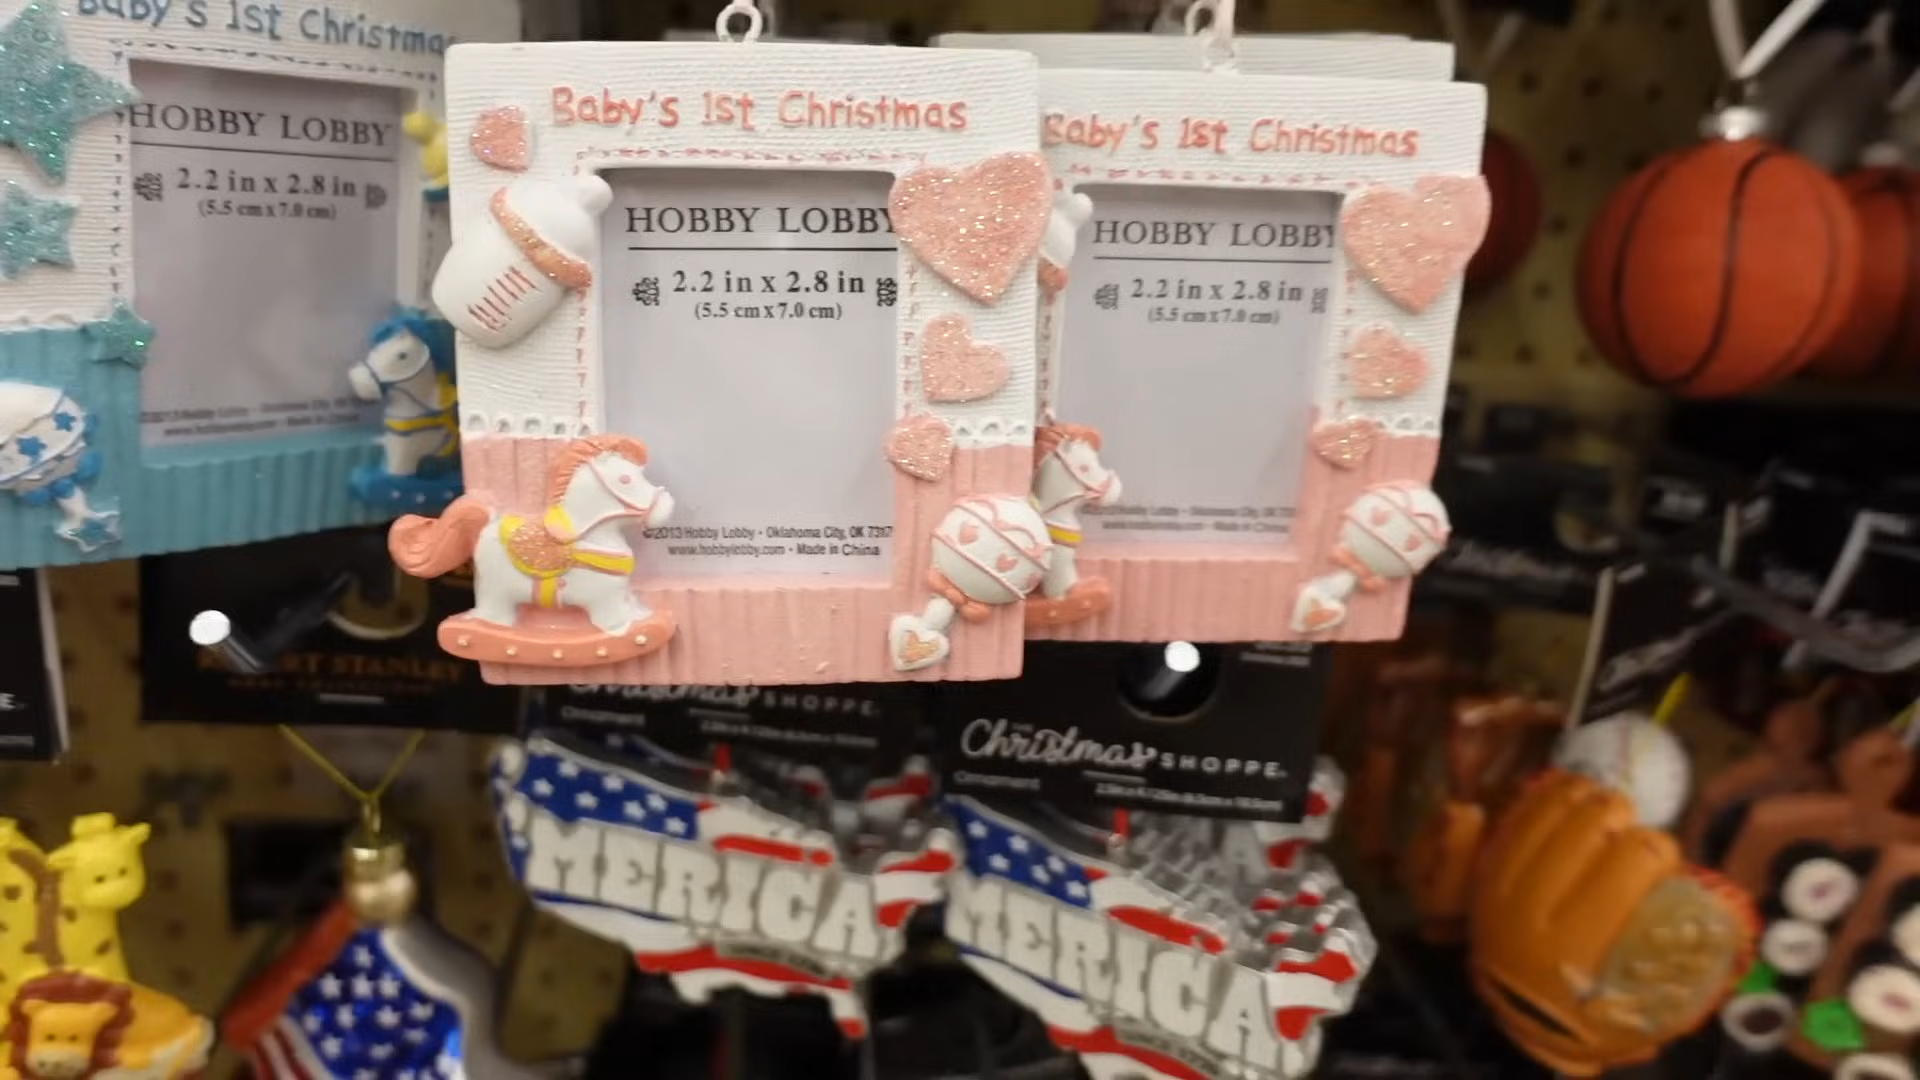 Baby's 1st Christmas
HOBBY LOBBY
2.2 in x 2.8 in
(5.5 cm x 7.0 cm)
Baby's 1st Christmas
HOBBY LOBBY
2.2 in x 2.8 in
(5.5 cm x 7.0 cm)
©2013 Hobby Lobby • Oklahoma City, OK
www.hobbylobby.com • Made in China
Baby's 1st Christmas
HOBBY LOBBY
2.2 in x 2.8 in
(5.5 cm x 7.0 cm)
STANLEY
Christmas SHOPPE
Ornament
THE
Christmas SHOPPE
Ornament
'MERICA
MERICA